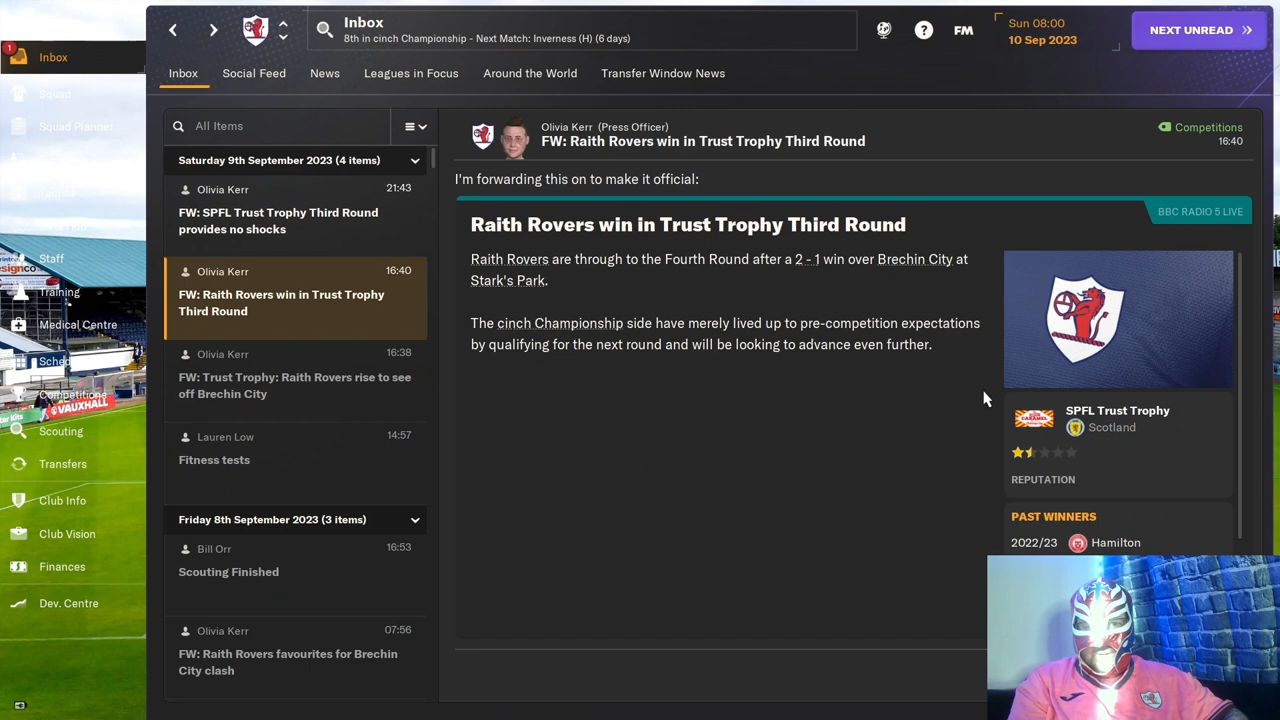 Inbox
8th in cinch Championship - Next Match: Inverness (H) (6 days)
FM
Sun 08:00
10 Sep 2023
NEXT UNREAD
1
Inbox
Squad
Squad Planner
Staff
Training
Medical Centre
Sched
Competitions
Scouting
Transfers
Club Info
Club Vision
Finances
Dev. Centre
VAUXHALL
Inbox
Social Feed
News
Leagues in Focus
Around the World
Transfer Window News
All Items
Saturday 9th September 2023 (4 items)
Olivia Kerr 21:43
FW: SPFL Trust Trophy Third Round
provides no shocks
Olivia Kerr 16:40
FW: Raith Rovers win in Trust Trophy
Third Round
Olivia Kerr 16:38
FW: Trust Trophy: Raith Rovers rise to see
off Brechin City
Lauren Low 14:57
Fitness tests
Friday 8th September 2023 (3 items)
Bill Orr 16:53
Scouting Finished
Olivia Kerr 07:56
FW: Raith Rovers favourites for Brechin
City clash
Olivia Kerr (Press Officer)
FW: Raith Rovers win in Trust Trophy Third Round
Competitions
16:40
I'm forwarding this on to make it official:
BBC RADIO 5 LIVE
Raith Rovers win in Trust Trophy Third Round
Raith Rovers are through to the Fourth Round after a 2 - 1 win over Brechin City at
Stark's Park.
The cinch Championship side have merely lived up to pre-competition expectations
by qualifying for the next round and will be looking to advance even further.
SPFL Trust Trophy
Scotland
REPUTATION
PAST WINNERS
2022/23 Hamilton